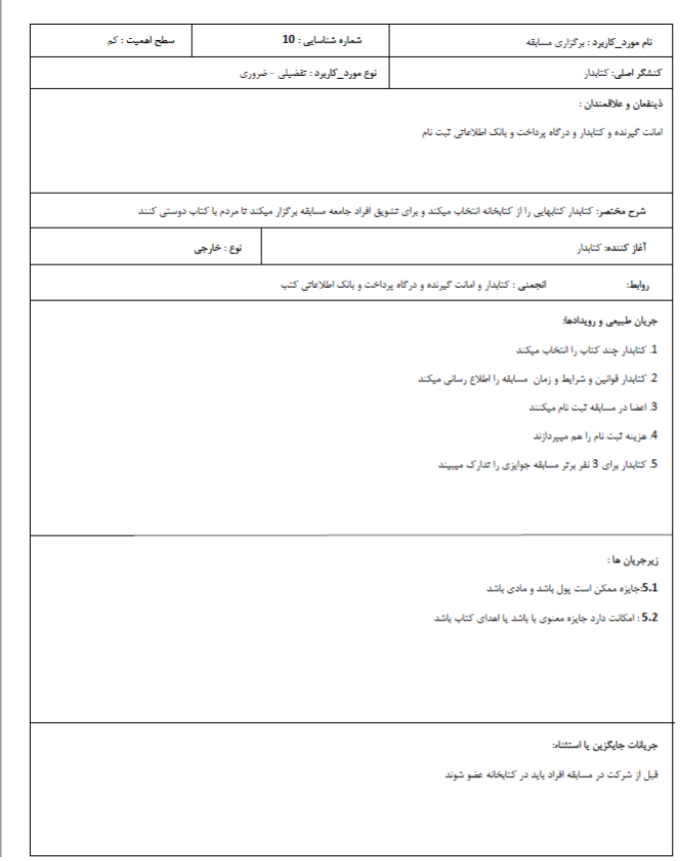 نام مورد_کاربرد : برگزاری مسابقه
شماره شناسایی : 10
سطح اهمیت : کم
کنشگر اصلی: کتابدار
نوع مورد_کاربرد : تفضیلی - ضروری
ذینفعان و علاقمندان :
امانت گیرنده و کتابدار و درگاه پرداخت و بانک اطلاعاتی ثبت نام
شرح مختصر: کتابدار کتابهایی را از کتابخانه انتخاب میکند و برای تشویق افراد جامعه مسابقه برگزار میکند تا مردم با کتاب دوستی کنند
آغاز کننده: کتابدار
نوع : خارجی
روابط: انجمنی : کتابدار و امانت گیرنده و درگاه پرداخت و بانک اطلاعاتی کتب
جریان طبیعی و رویدادها:
1. کتابدار چند کتاب را انتخاب میکند
2. کتابدار قوانین و شرایط و زمان مسابقه را اطلاع رسانی میکند
3. اعضا در مسابقه ثبت نام میکنند
4. هزینه ثبت نام را هم میپردازند
5. کتابدار برای 3 نفر برتر مسابقه جوایزی را تدارک میبیند
زیرجریان ها :
5.1:جایزه ممکن است پول باشد و مادی باشد
5.2 : امکانت دارد جایزه معنوی با باشد یا اهدای کتاب باشد
جریانات جایگزین یا استثناء:
قبل از شرکت در مسابقه افراد باید در کتابخانه عضو شوند